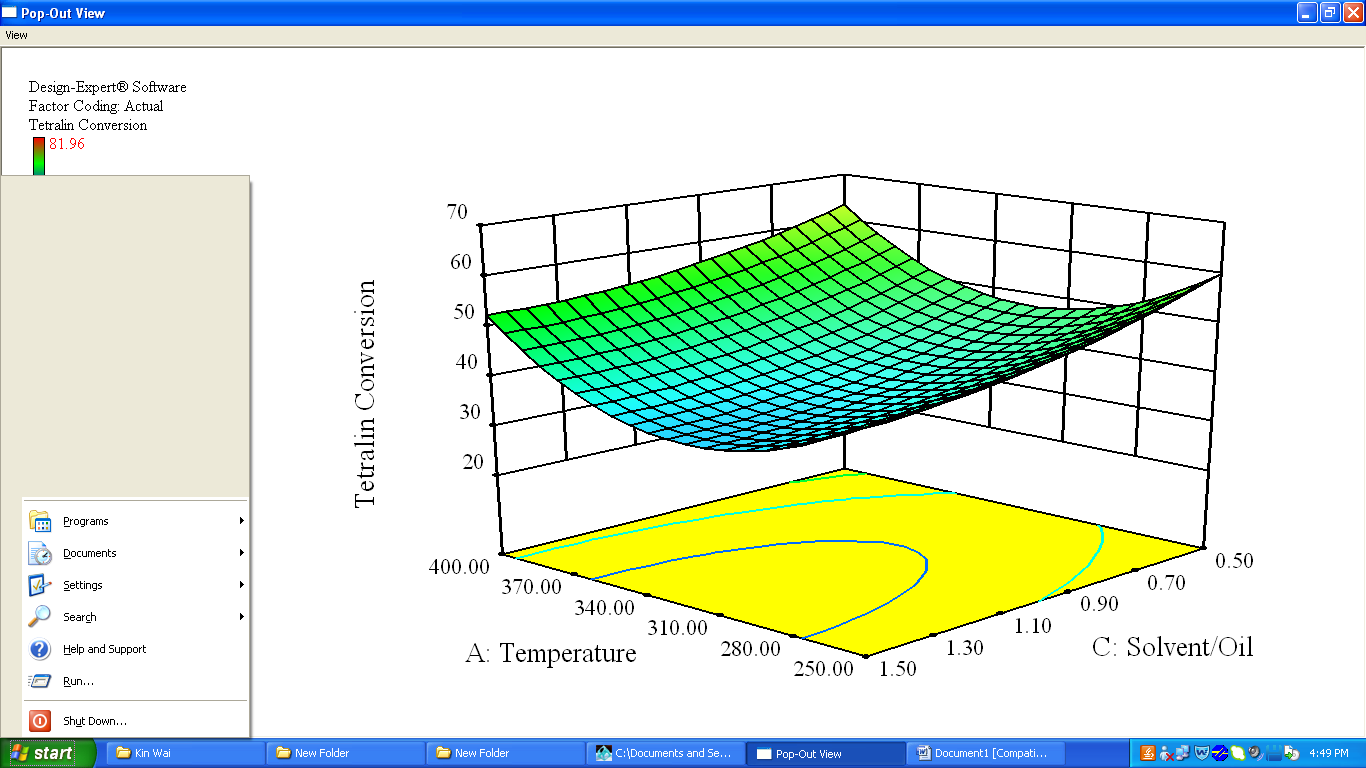 Pop-Out View
View
Design-Expert® Software
Factor Coding: Actual
Tetralin Conversion
81.96
70
60
50
40
30
20
Tetralin Conversion
400.00
370.00
340.00
310.00
280.00
250.00
A: Temperature
0.50
0.70
0.90
1.10
1.30
1.50
C: Solvent/Oil
Programs
Documents
Settings
Search
Help and Support
Run...
Shut Down...
start
Kin Wai
New Folder
New Folder
C:\Documents and Se...
Pop-Out View
Document1 [Compati...
4:49 PM